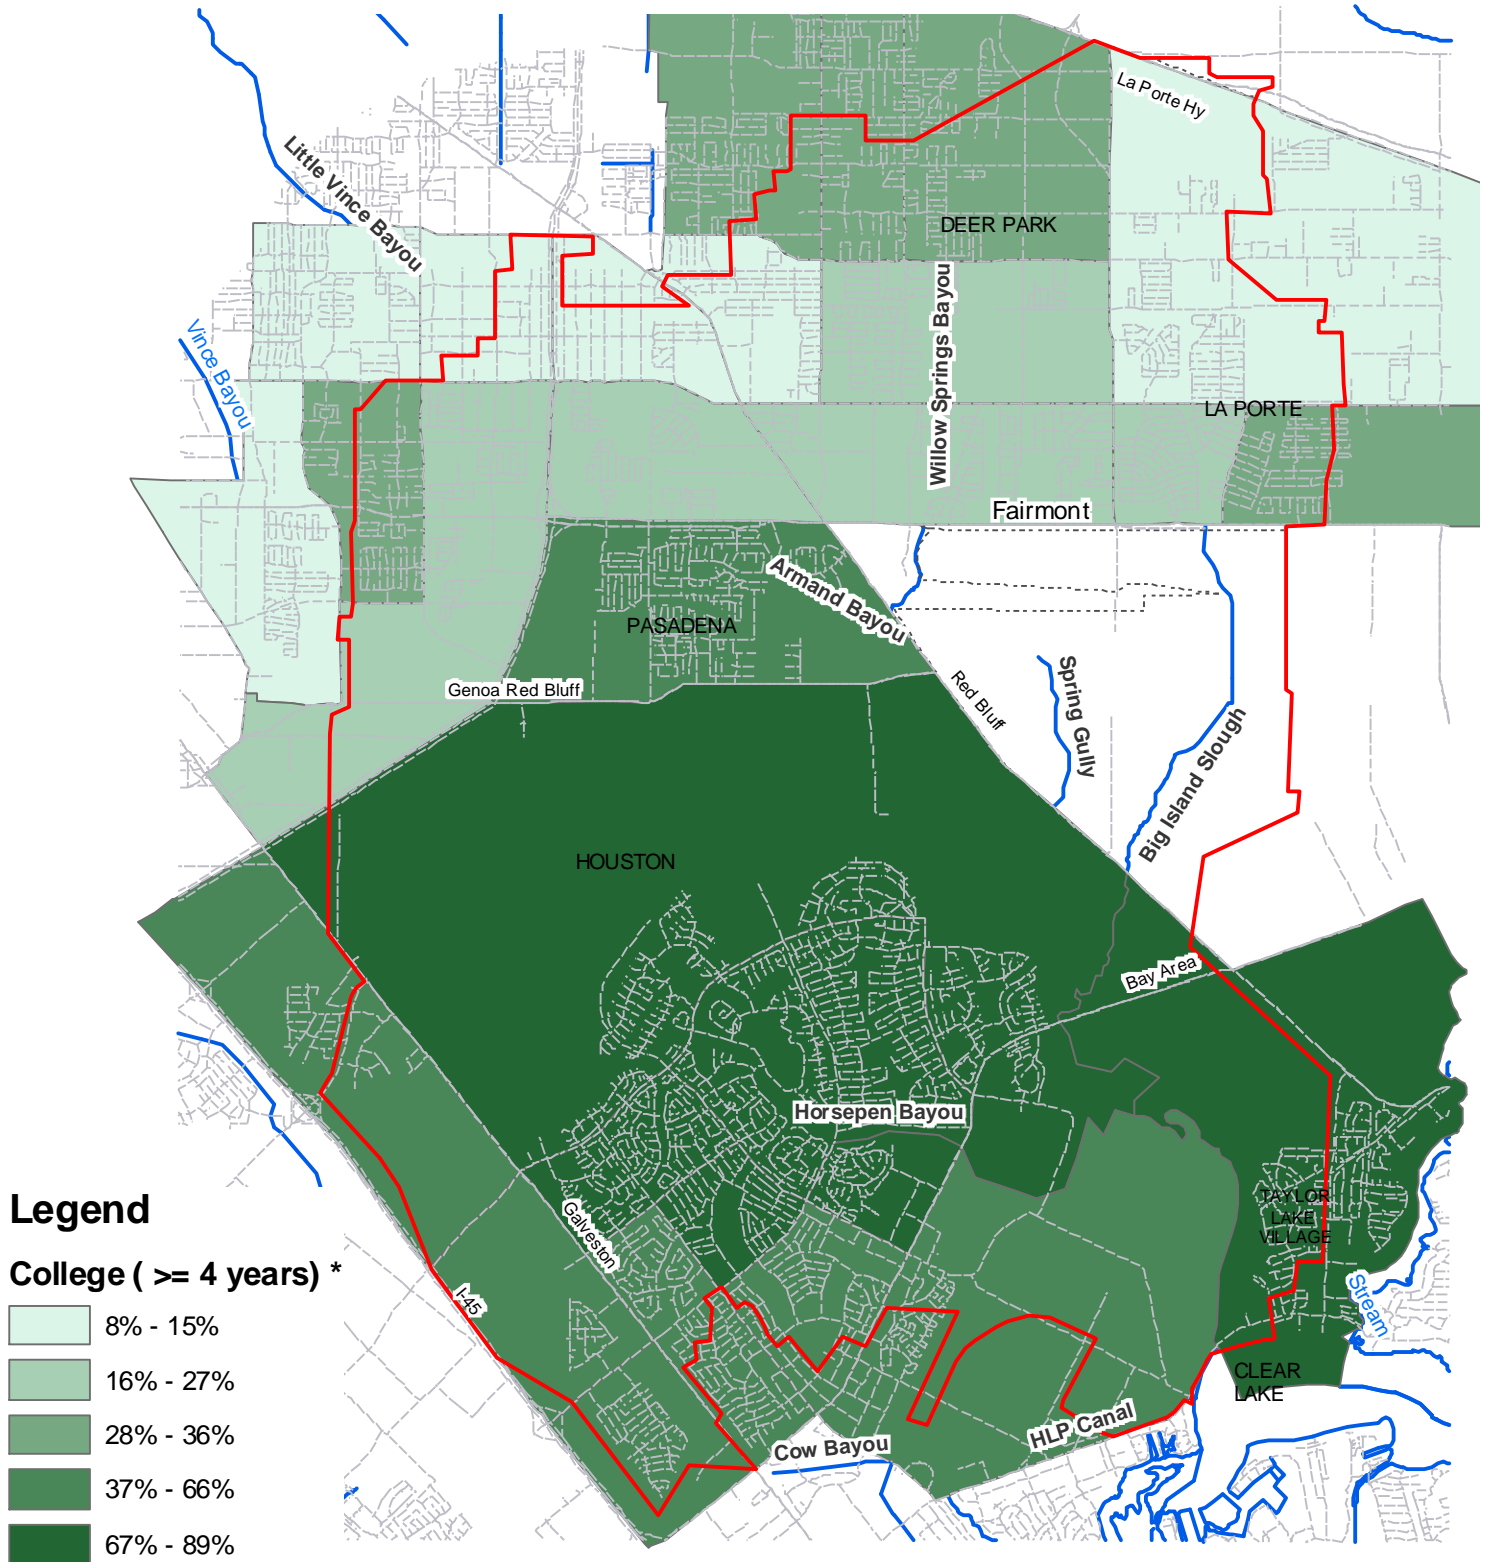 La Porte Hy
Little Vince Bayou
DEER PARK
Willow Springs Bayou
Vince Bayou
LA PORTE
Fairmont
Armand Bayou
PASADENA
Genoa Red Bluff
Red Bluff
Spring Gully
Big Island Slough
HOUSTON
Bay Area
Horsepen Bayou
Galveston
TAYLOR
LAKE
VILLAGE
I-45
Stream
CLEAR
LAKE
HLP Canal
Cow Bayou
Legend
College ( >= 4 years) *
8% - 15%
16% - 27%
28% - 36%
37% - 66%
67% - 89%